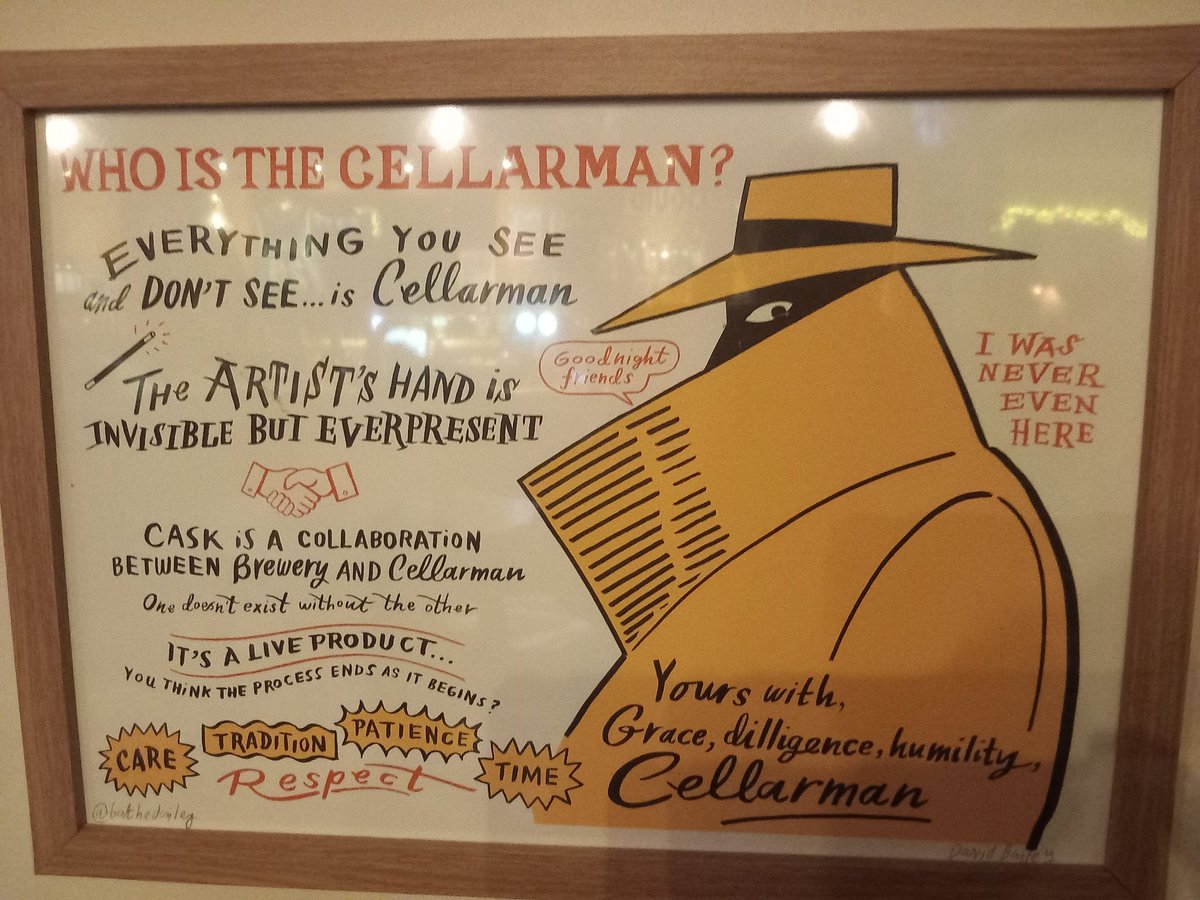 WHO IS THE CELLARMAN?
EVERYTHING YOU SEE
and DON'T SEE...is Cellarman
THE ARTIST'S HAND iS
INVISIBLE BUT EVERPRESENT
Goodnight
friends
I WAS
NEVER
EVEN
HERE
CASK iS A COLLABORATION
BETWEEN Brewery AND Cellarman
One doesn't exist without the other
IT'S A LIVE PRODUCT...
YOU THINK THE PROCESS ENDS AS IT BEGINS?
CARE
TRADITION
PATIENCE
Respect
TIME
Yours with,
Grace, dilligence, humility,
Cellarman
David Bailey